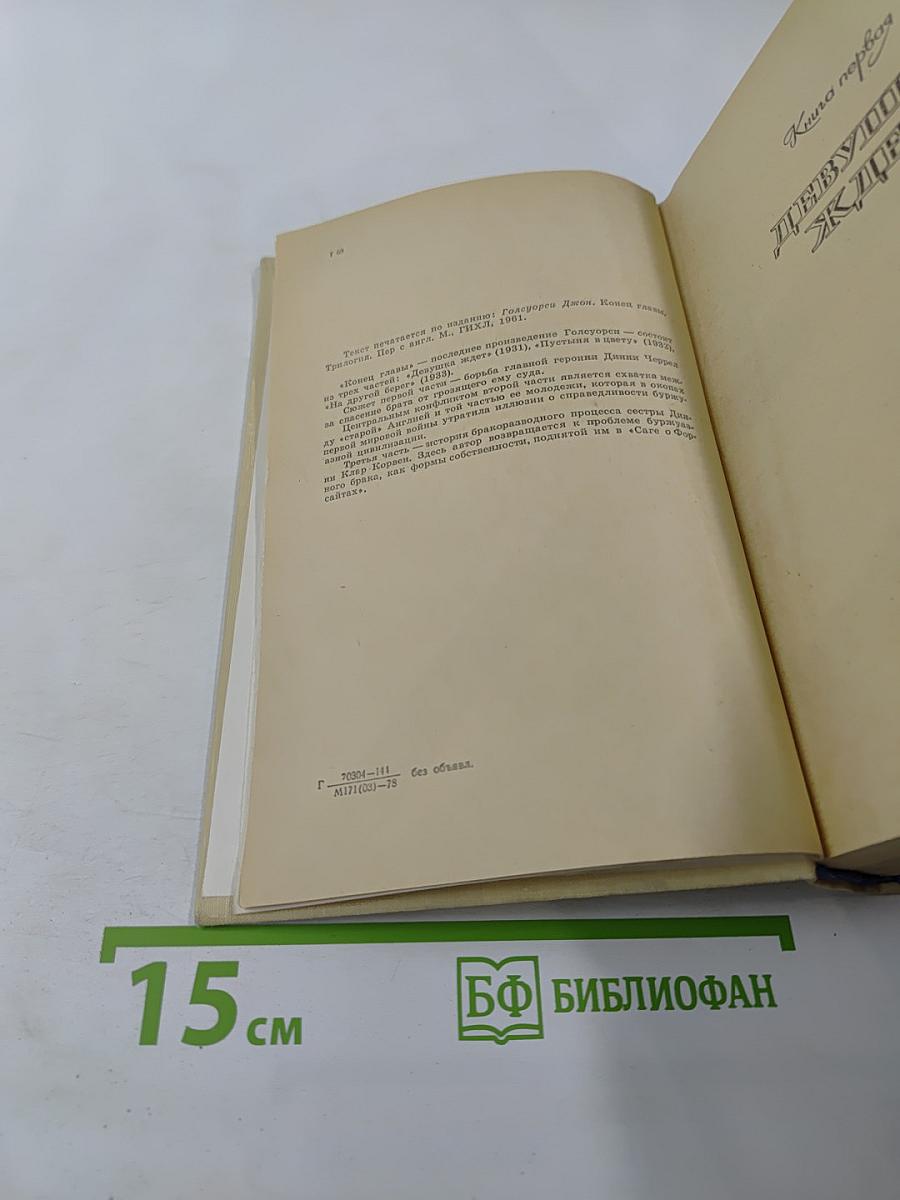 Т 69
Текст печатается по изданию: Голсуорси Джон. Конец главы.
Трилогия. Пер с англ. М., ГИХЛ, 1961.
«Конец главы» — последнее произведение Голсуорси — состоит
из трех частей: «Девушка ждет» (1931), «Пустыня в цвету» (1932),
«На другой берег» (1933).
Сюжет первой части — борьба главной героини Динни Черрел
за спасение брата от грозящего ему суда.
Центральным конфликтом второй части является схватка меж-
ду «старой» Англией и той частью ее молодежи, которая в окопах
первой мировой войны утратила иллюзии о справедливости буржу-
азной цивилизации.
Третья часть — история бракоразводного процесса сестры Дин-
ни Клер Корвен. Здесь автор возвращается к проблеме буржуаз-
ного брака, как формы собственности, поднятой им в «Саге о Фор-
сайтах».
Г 70304—144
М171(03)—78 без объявл.
Книга первая
ДЕВУШ
ЖДЕ
15 см
БФ БИБЛИОФАН